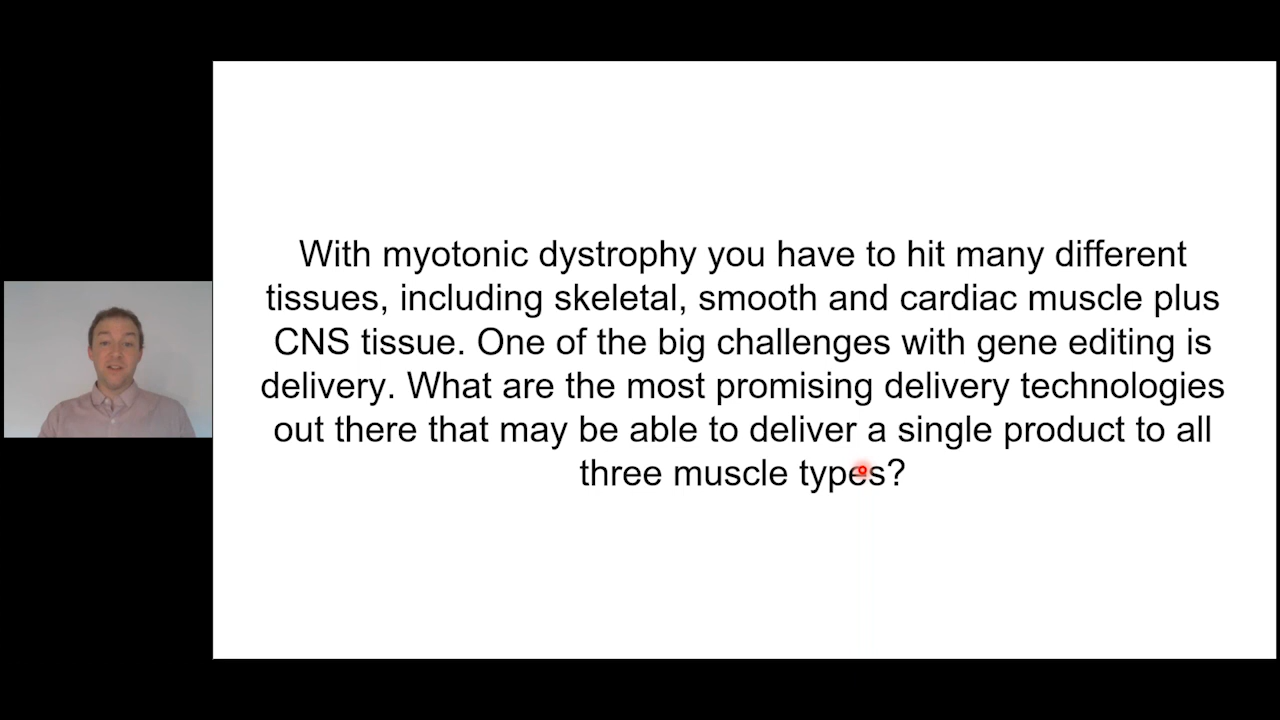 With myotonic dystrophy you have to hit many different
tissues, including skeletal, smooth and cardiac muscle plus
CNS tissue. One of the big challenges with gene editing is
delivery. What are the most promising delivery technologies
out there that may be able to deliver a single product to all
three muscle types?